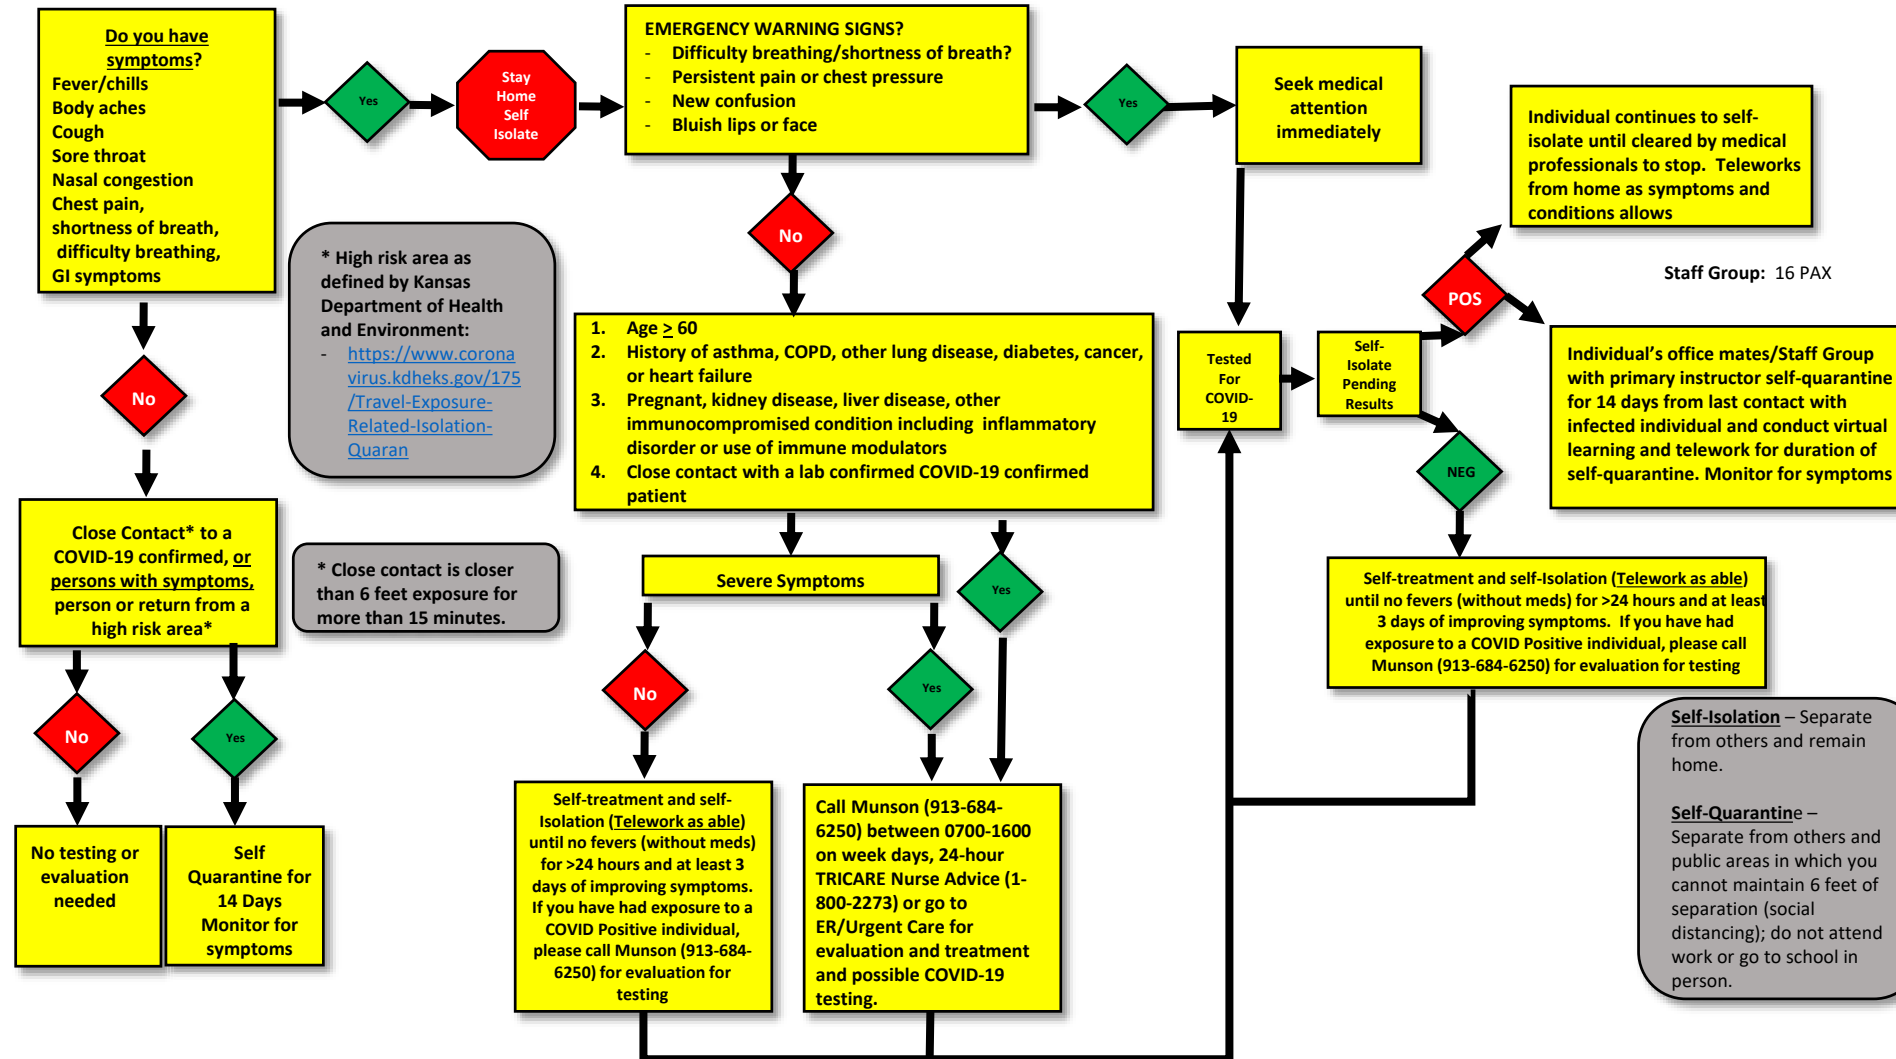 Do you have
symptoms?
Fever/chills
Body aches
Cough
Sore throat
Nasal congestion
Chest pain,
shortness of breath,
difficulty breathing,
GI symptoms
Yes
Stay
Home
Self
Isolate
EMERGENCY WARNING SIGNS?
- Difficulty breathing/shortness of breath?
- Persistent pain or chest pressure
- New confusion
- Bluish lips or face
Yes
Seek medical
attention
immediately
Individual continues to self-
isolate until cleared by medical
professionals to stop. Teleworks
from home as symptoms and
conditions allows
No
* High risk area as
defined by Kansas
Department of Health
and Environment:
- https://www.corona
virus.kdheks.gov/175
/Travel-Exposure-
Related-Isolation-
Quaran
Staff Group: 16 PAX
POS
1. Age > 60
2. History of asthma, COPD, other lung disease, diabetes, cancer,
or heart failure
3. Pregnant, kidney disease, liver disease, other
immunocompromised condition including inflammatory
disorder or use of immune modulators
4. Close contact with a lab confirmed COVID-19 confirmed
patient
Tested
For
COVID-
19
Self-
Isolate
Pending
Results
Individual's office mates/Staff Group
with primary instructor self-quarantine
for 14 days from last contact with
infected individual and conduct virtual
learning and telework for duration of
self-quarantine. Monitor for symptoms
No
NEG
Close Contact* to a
COVID-19 confirmed, or
persons with symptoms,
person or return from a
high risk area*
* Close contact is closer
than 6 feet exposure for
more than 15 minutes.
Severe Symptoms
Yes
Self-treatment and self-Isolation (Telework as able)
until no fevers (without meds) for >24 hours and at least
3 days of improving symptoms. If you have had
exposure to a COVID Positive individual, please call
Munson (913-684-6250) for evaluation for testing
No
Yes
No
Yes
Self-Isolation – Separate
from others and remain
home.
Self-Quarantine –
Separate from others and
public areas in which you
cannot maintain 6 feet of
separation (social
distancing); do not attend
work or go to school in
person.
No testing or
evaluation
needed
Self
Quarantine for
14 Days
Monitor for
symptoms
Self-treatment and self-
Isolation (Telework as able)
until no fevers (without meds)
for >24 hours and at least 3
days of improving symptoms.
If you have had exposure to a
COVID Positive individual,
please call Munson (913-684-
6250) for evaluation for
testing
Call Munson (913-684-
6250) between 0700-1600
on week days, 24-hour
TRICARE Nurse Advice (1-
800-2273) or go to
ER/Urgent Care for
evaluation and treatment
and possible COVID-19
testing.